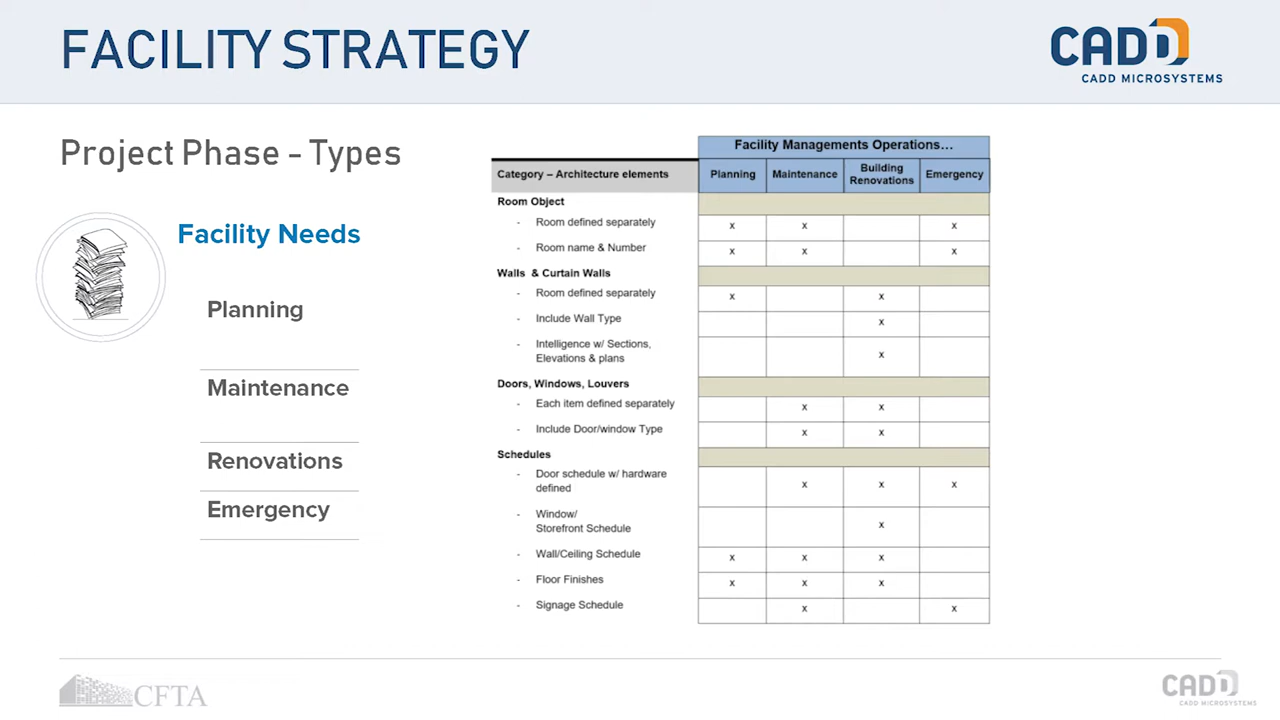 FACILITY STRATEGY
CADD
CADD MICROSYSTEMS
Project Phase - Types
Facility Needs
Planning
Maintenance
Renovations
Emergency
Facility Managements Operations…
Category – Architecture elements Planning Maintenance Building Renovations Emergency
Room Object
- Room defined separately x x x
- Room name & Number x x x
Walls & Curtain Walls
- Room defined separately x x
- Include Wall Type x
- Intelligence w/ Sections,
Elevations & plans x
Doors, Windows, Louvers
- Each item defined separately x x
- Include Door/window Type x x
Schedules
- Door schedule w/ hardware
defined x x x
- Window/
Storefront Schedule x
- Wall/Ceiling Schedule x x x
- Floor Finishes x x x
- Signage Schedule x x
CFTA
CADD
CADD MICROSYSTEMS